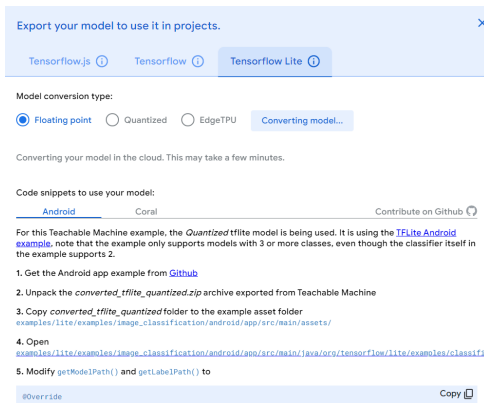 Export your model to use it in projects.
Tensorflow.js Tensorflow Tensorflow Lite
Model conversion type:
Floating point Quantized EdgeTPU Converting model...
Converting your model in the cloud. This may take a few minutes.
Code snippets to use your model:
Android Coral Contribute on Github
For this Teachable Machine example, the Quantized tflite model is being used. It is using the TFLite Android
example, note that the example only supports models with 3 or more classes, even though the classifier itself in
the example supports 2.
1. Get the Android app example from Github
2. Unpack the converted_tflite_quantized.zip archive exported from Teachable Machine
3. Copy converted_tflite_quantized folder to the example asset folder
examples/lite/examples/image_classification/android/app/src/main/assets/
4. Open
examples/lite/examples/image_classification/android/app/src/main/java/org/tensorflow/lite/examples/classifi
5. Modify getModelPath() and getLabelPath() to
@Override Copy